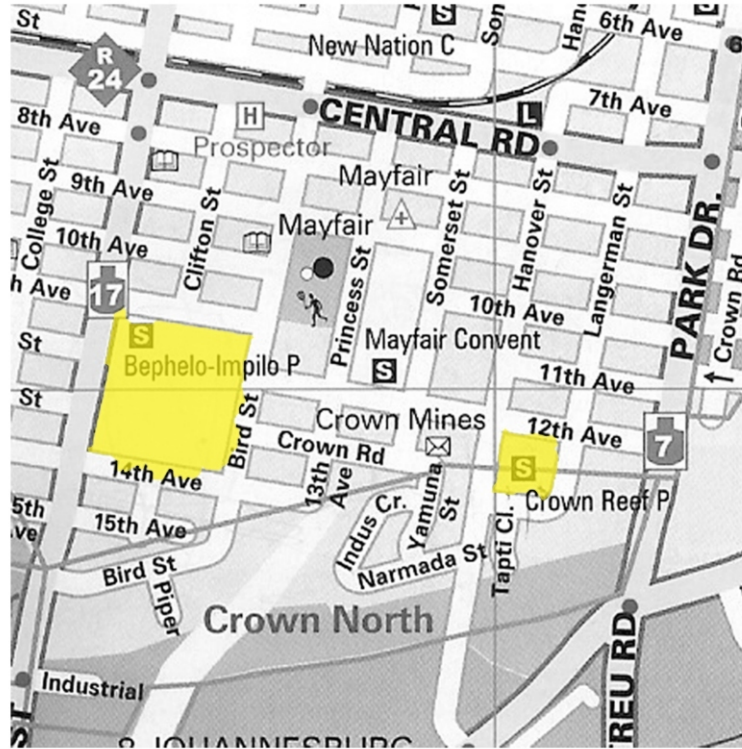 St
6th Ave
S
New Nation C
R
24
7th Ave
L
H
CENTRAL RD
8th Ave
Prospector
Mayfair
9th Ave
College St
Clifton St
Mayfair
Somerset St
Hanover St
Langerman St
PARK DR.
Crown Rd
10th Ave
Princess St
17
10th Ave
S
St
Mayfair Convent
Bephelo-Impilo P
S
11th Ave
St
Crown Mines
12th Ave
7
Bird St
Crown Rd
14th Ave
13th Ave
S
Crown Reef P
15th Ave
Indus Cr.
Yamuna St
Tapti Cl.
Bird St
Narmada St
Piper
Crown North
Industrial
REU RD
ST
JOHANNESBURG